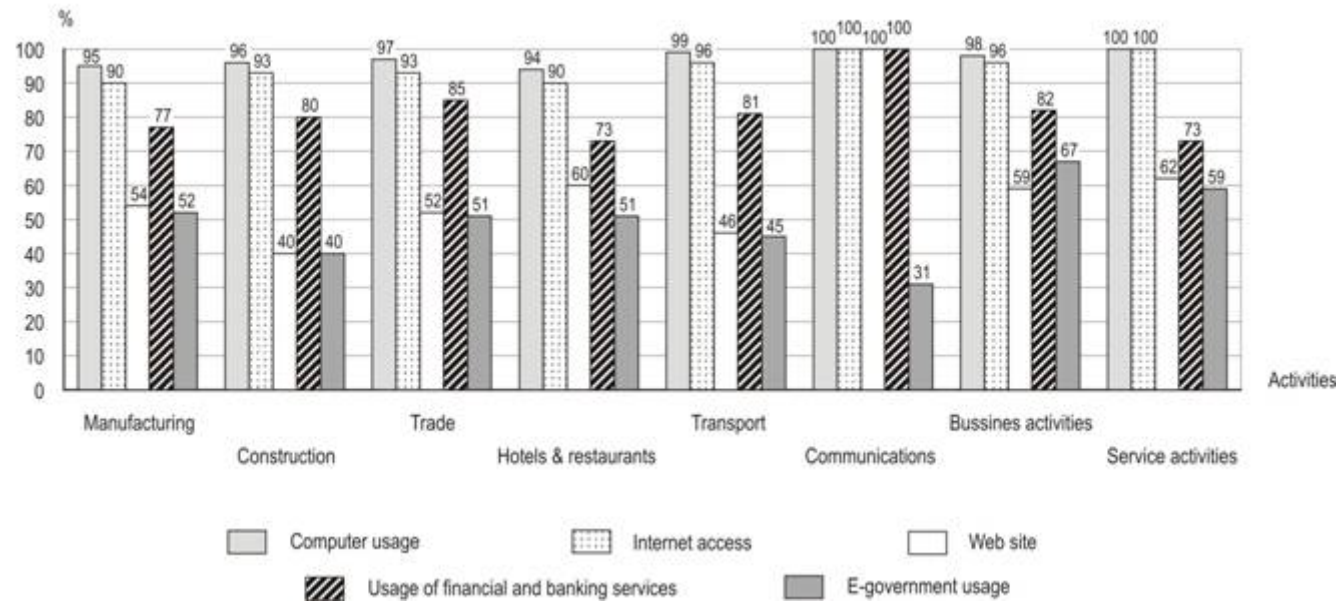 %
100
90
80
70
60
50
40
30
20
10
0
95 90 54 77 52
96 93 40 80 40
97 93 52 85 51
94 90 60 73 51
99 96 46 81 45
100 100 100 100 31
98 96 59 82 67
100 100 62 73 59
Activities
Manufacturing Trade Transport Bussines activities
Construction Hotels & restaurants Communications Service activities
Computer usage Internet access Web site
Usage of financial and banking services E-government usage